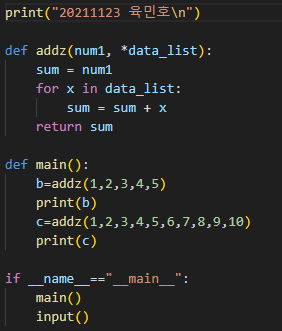 print("20211123 육민호\n")
def addz(num1, *data_list):
    sum = num1
    for x in data_list:
        sum = sum + x
    return sum
def main():
    b=addz(1,2,3,4,5)
    print(b)
    c=addz(1,2,3,4,5,6,7,8,9,10)
    print(c)
if __name__=="__main__":
    main()
    input()